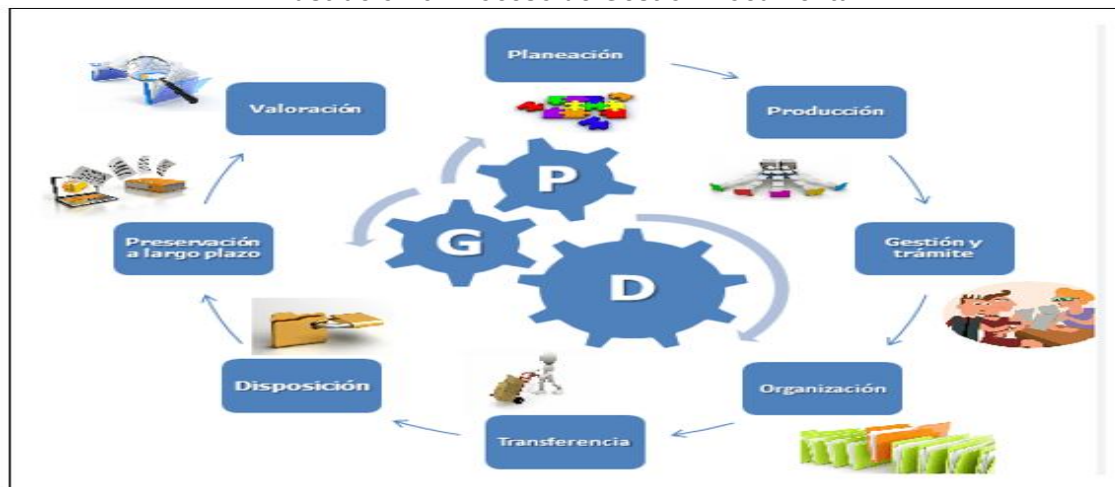 Planeación
Producción
Gestión y
trámite
Organización
Transferencia
Disposición
Preservación
a largo plazo
Valoración
P
G
D